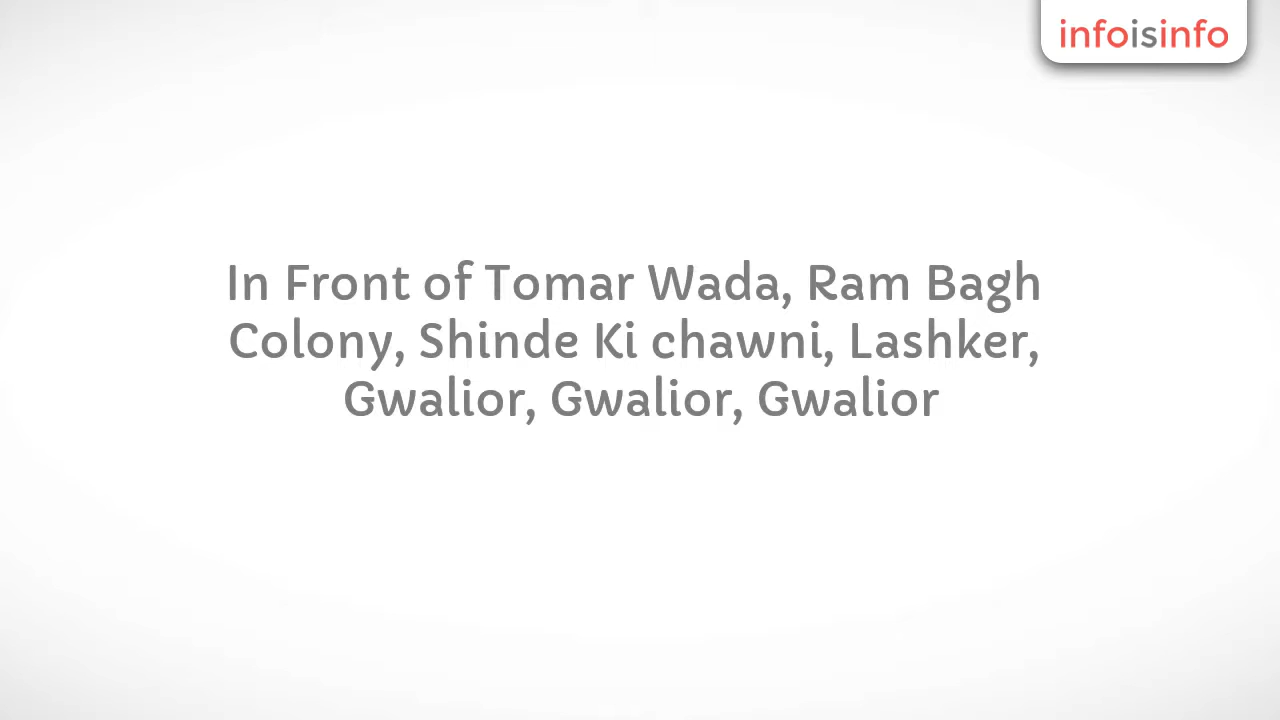 infoisinfo
In Front of Tomar Wada, Ram Bagh
Colony, Shinde Ki chawni, Lashker,
Gwalior, Gwalior, Gwalior